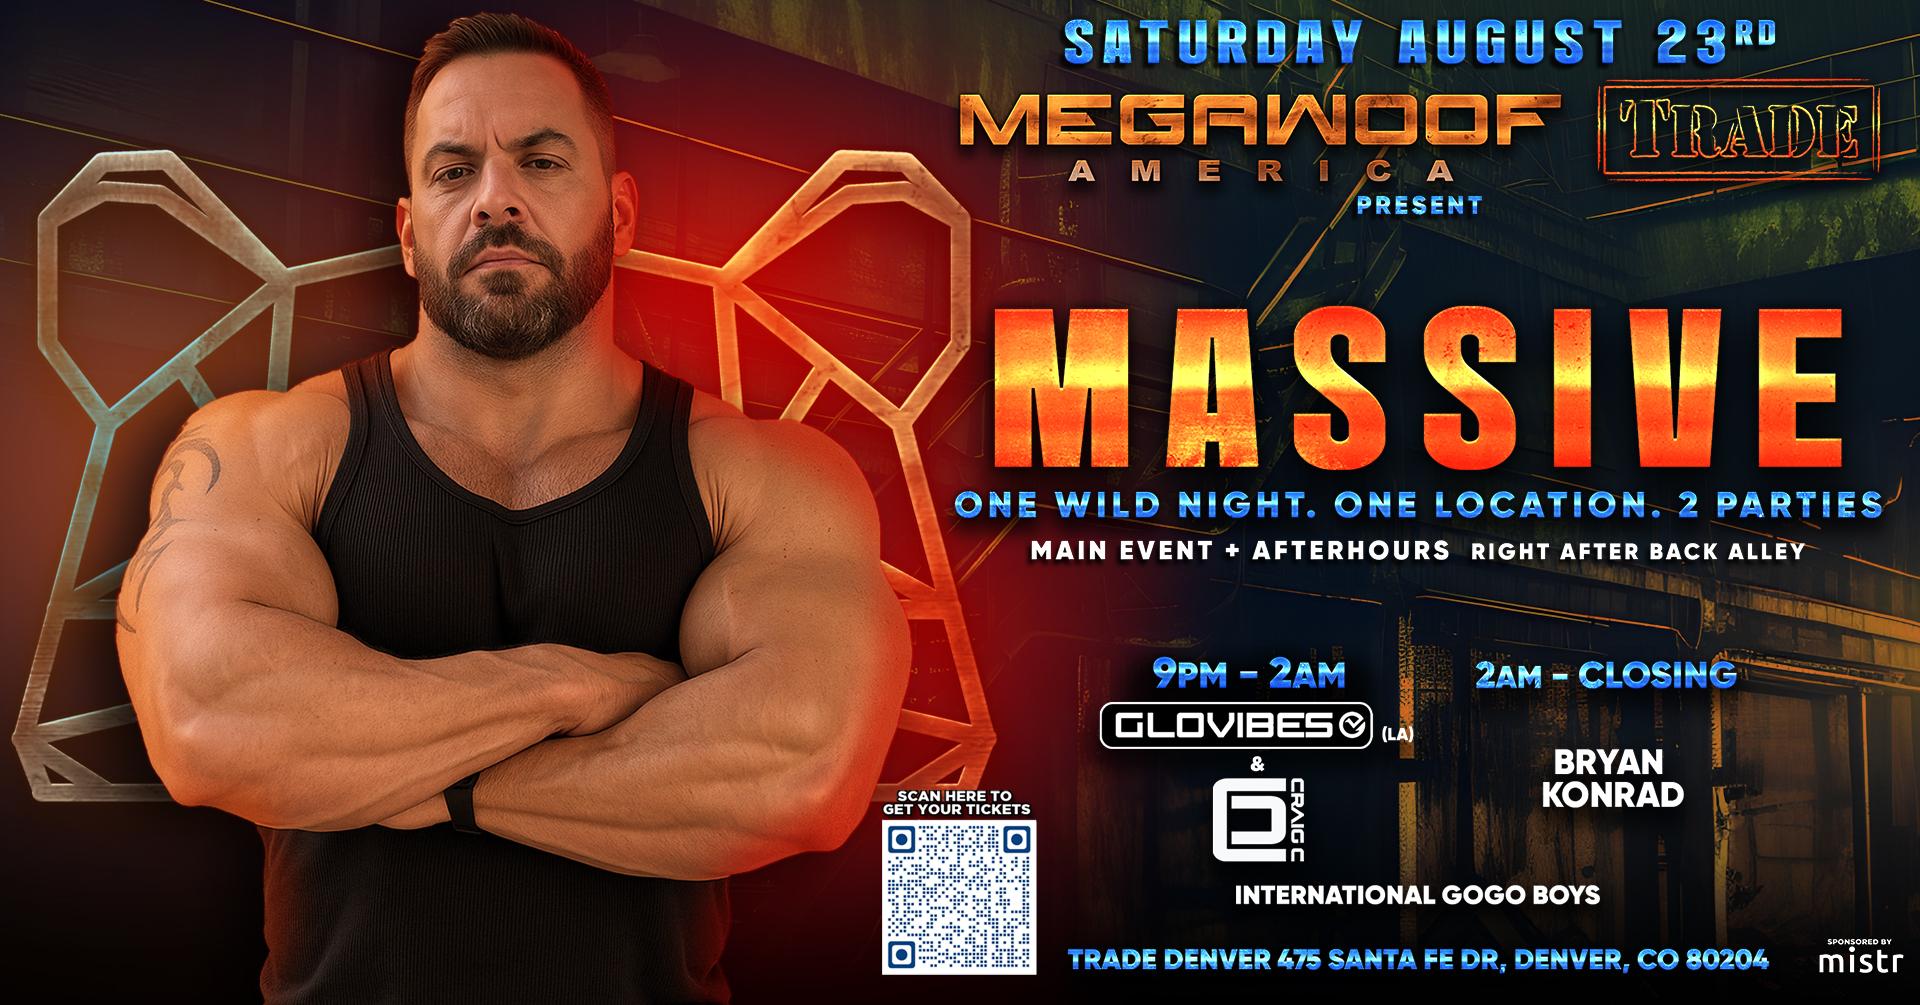 SATURDAY AUGUST 23RD
MEGAWOOF
AMERICA
TRADE
PRESENT
MASSIVE
ONE WILD NIGHT. ONE LOCATION. 2 PARTIES
MAIN EVENT + AFTERHOURS RIGHT AFTER BACK ALLEY
9PM – 2AM
GLOVIBES (LA)
&
CRAIG C
2AM – CLOSING
BRYAN
KONRAD
INTERNATIONAL GOGO BOYS
SCAN HERE TO
GET YOUR TICKETS
TRADE DENVER 475 SANTA FE DR, DENVER, CO 80204
SPONSORED BY
mistr